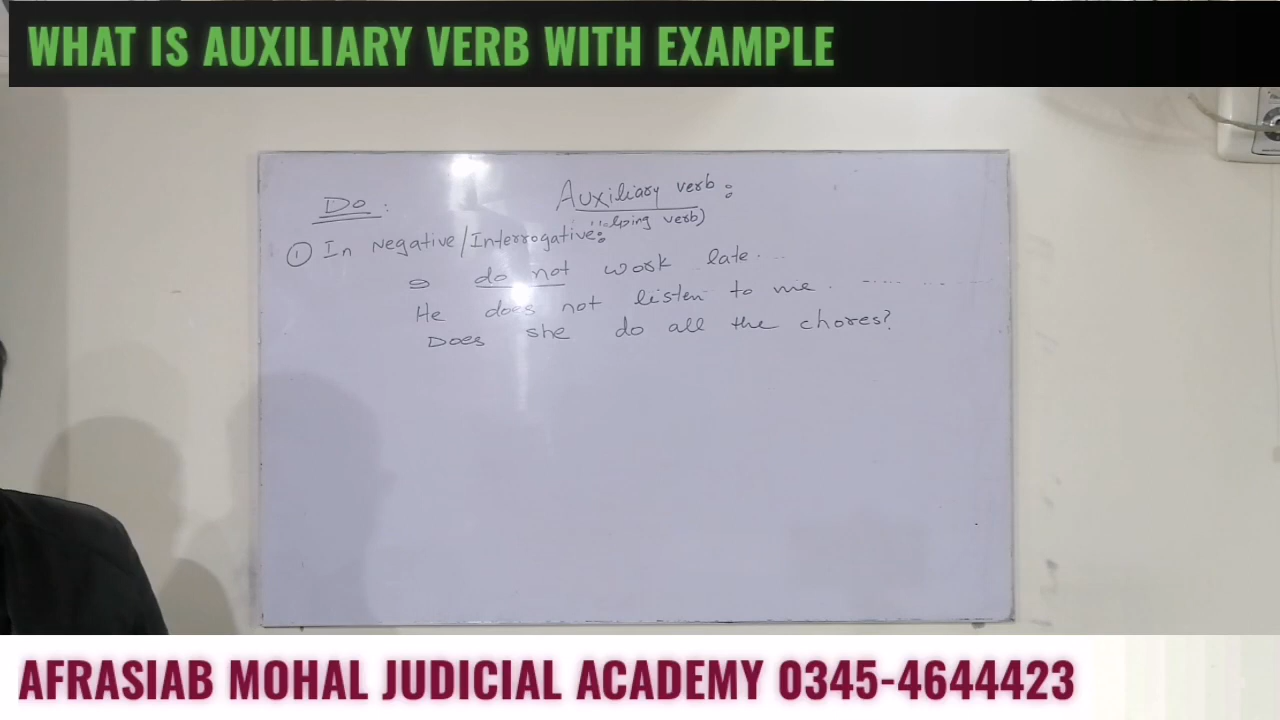 WHAT IS AUXILIARY VERB WITH EXAMPLE
Auxiliary verb:
verb)
Do:
① In Negative/Interrogative:
do not work late...
He does not listen to me.
Does she do all the chores?
AFRASIAB MOHAL JUDICIAL ACADEMY 0345-4644423